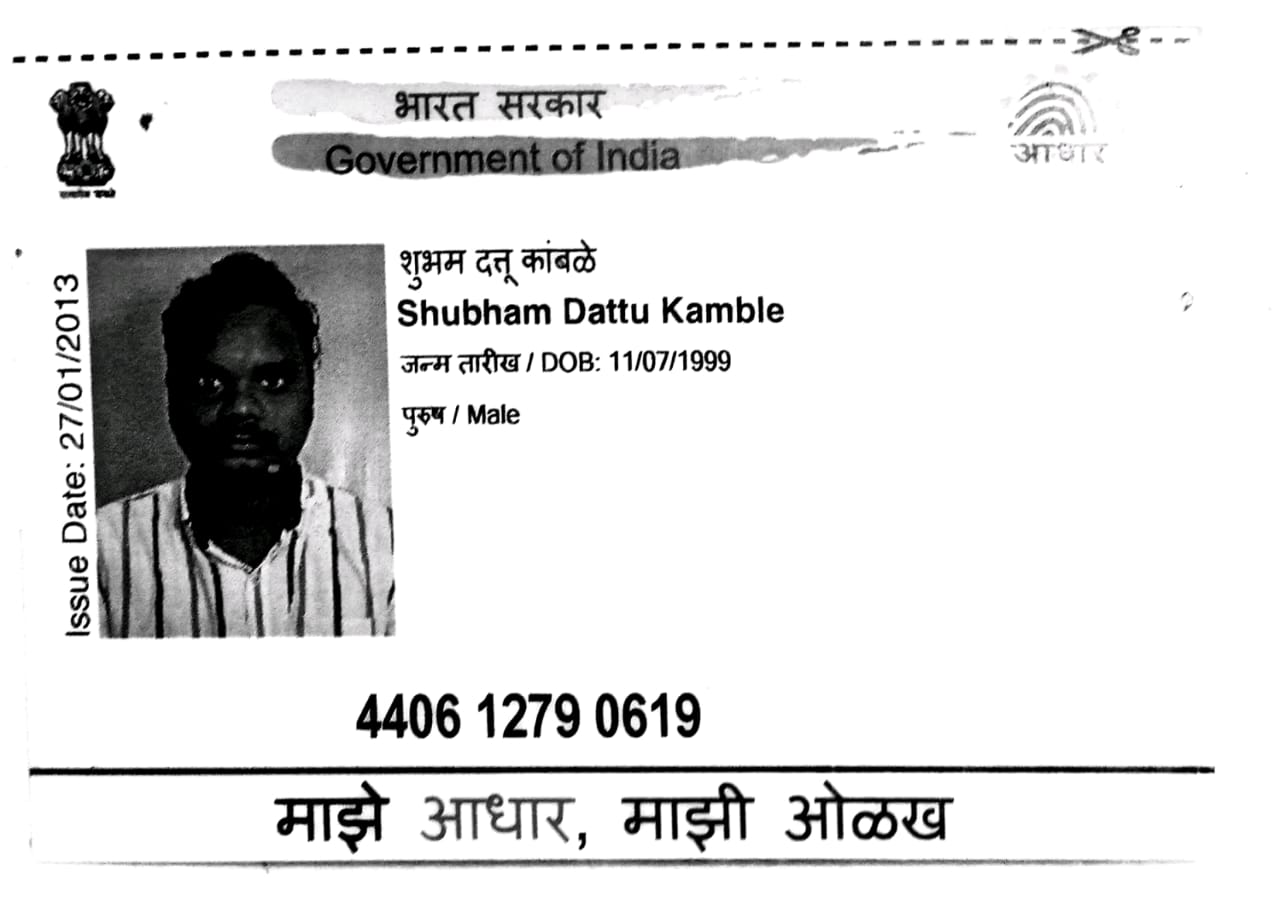 भारत सरकार
Government of India
आधार
Issue Date: 27/01/2013
शुभम दत्तू कांबळे
Shubham Dattu Kamble
जन्म तारीख / DOB: 11/07/1999
पुरुष / Male
4406 1279 0619
माझे आधार, माझी ओळख